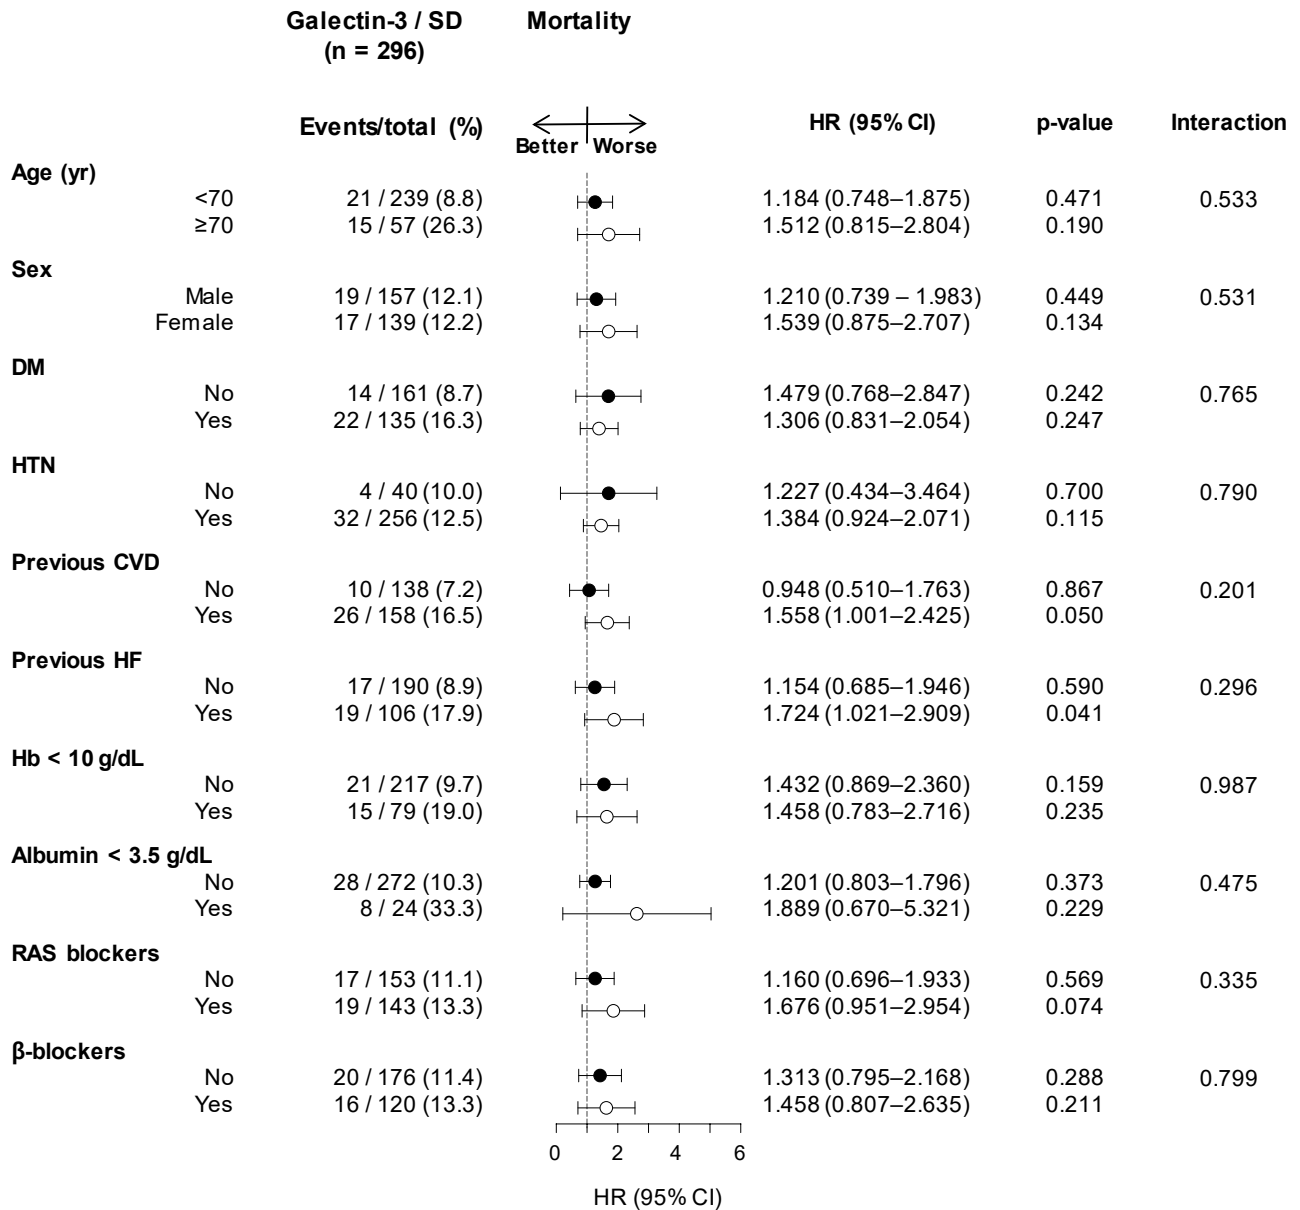 Galectin-3 / SD Mortality
(n = 296)
Events/total (%) Better Worse HR (95% CI) p-value Interaction
Age (yr)
<70 21 / 239 (8.8) 1.184 (0.748–1.875) 0.471 0.533
≥70 15 / 57 (26.3) 1.512 (0.815–2.804) 0.190
Sex
Male 19 / 157 (12.1) 1.210 (0.739 – 1.983) 0.449 0.531
Female 17 / 139 (12.2) 1.539 (0.875–2.707) 0.134
DM
No 14 / 161 (8.7) 1.479 (0.768–2.847) 0.242 0.765
Yes 22 / 135 (16.3) 1.306 (0.831–2.054) 0.247
HTN
No 4 / 40 (10.0) 1.227 (0.434–3.464) 0.700 0.790
Yes 32 / 256 (12.5) 1.384 (0.924–2.071) 0.115
Previous CVD
No 10 / 138 (7.2) 0.948 (0.510–1.763) 0.867 0.201
Yes 26 / 158 (16.5) 1.558 (1.001–2.425) 0.050
Previous HF
No 17 / 190 (8.9) 1.154 (0.685–1.946) 0.590 0.296
Yes 19 / 106 (17.9) 1.724 (1.021–2.909) 0.041
Hb < 10 g/dL
No 21 / 217 (9.7) 1.432 (0.869–2.360) 0.159 0.987
Yes 15 / 79 (19.0) 1.458 (0.783–2.716) 0.235
Albumin < 3.5 g/dL
No 28 / 272 (10.3) 1.201 (0.803–1.796) 0.373 0.475
Yes 8 / 24 (33.3) 1.889 (0.670-5.321) 0.229
RAS blockers
No 17 / 153 (11.1) 1.160 (0.696–1.933) 0.569 0.335
Yes 19 / 143 (13.3) 1.676 (0.951–2.954) 0.074
β-blockers
No 20 / 176 (11.4) 1.313 (0.795–2.168) 0.288 0.799
Yes 16 / 120 (13.3) 1.458 (0.807–2.635) 0.211
0 2 4 6
HR (95% CI)